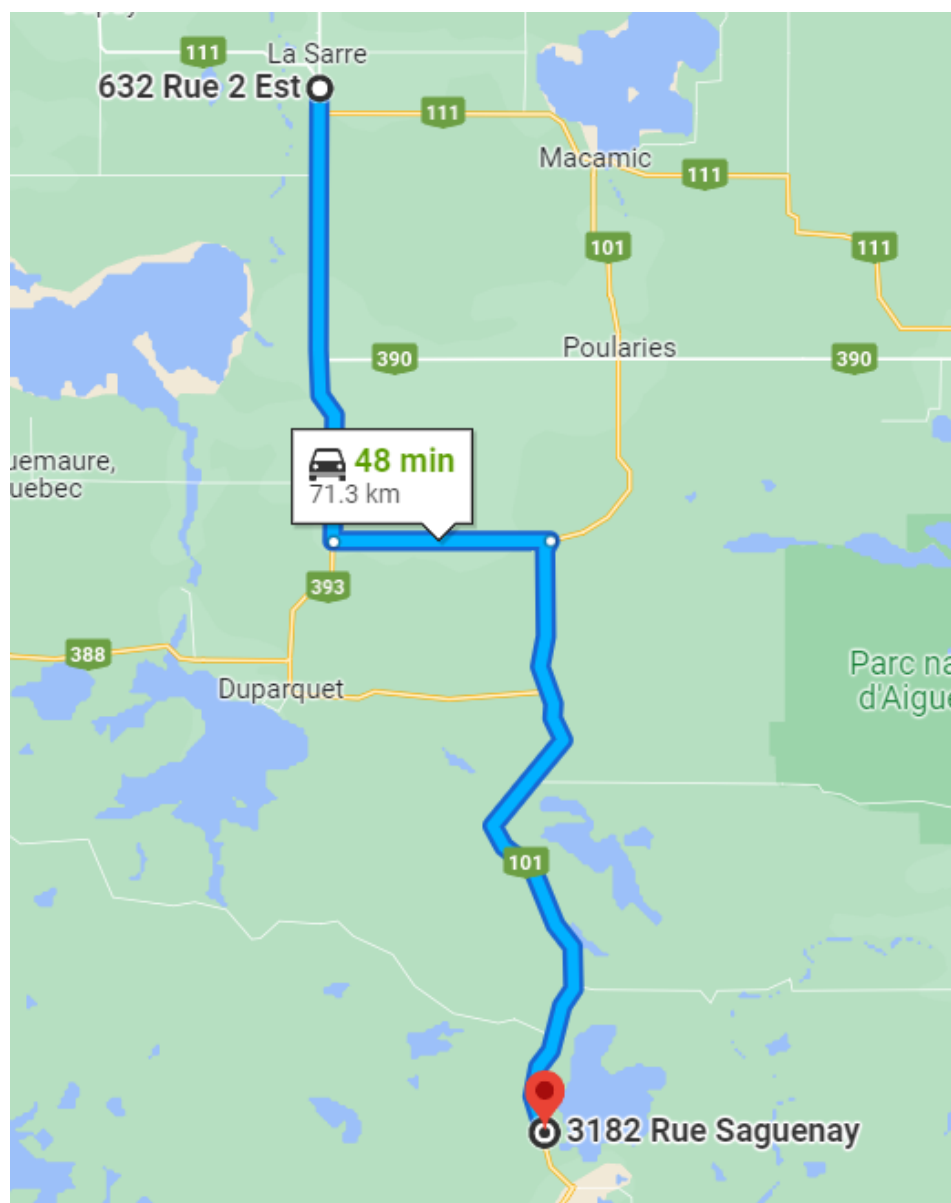 111
La Sarre
632 Rue 2 Est
111
Macamic
111
101
111
Poularies
390
390
48 min
71.3 km
uemaure,
uebec
393
388
Parc na
d'Aigue
Duparquet
101
3182 Rue Saguenay